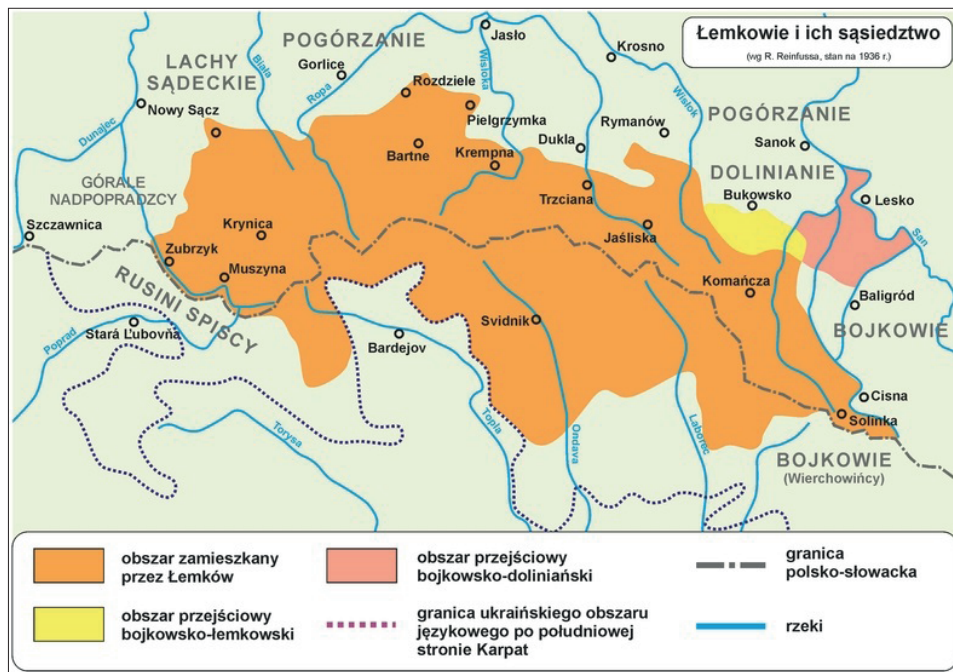 Łemkowie i ich sąsiedztwo
(wg R. Reinfussa, stan na 1936 r.)
Jasło
POGÓRZANIE
Krosno
Gorlice
LACHY
SĄDECKIE
Biała
Ropa
Wisłoka
Rozdziele
Wisłok
Nowy Sącz
Pielgrzymka
POGÓRZANIE
Dunajec
Dukla
Rymanów
Sanok
Bartne
Krempna
DOLINIANIE
GÓRALE
NADPOPRADZCY
Trzciana
Bukowsko
Lesko
Szczawnica
Krynica
Jaśliska
San
Żubrzyk
Muszyna
Komańcza
RUSINI SPISCY
Baligród
Svidnik
Stará Ľubovňa
Bardejov
BOJKOWIE
Poprad
Cisna
Solinka
Topla
Torysa
Ondava
Laborec
BOJKOWIE
(Wierchowińcy)
obszar zamieszkany
przez Łemków
obszar przejściowy
bojkowsko-doliniański
granica
polsko-słowacka
obszar przejściowy
bojkowsko-łemkowski
granica ukraińskiego obszaru
językowego po południowej
stronie Karpat
rzeki